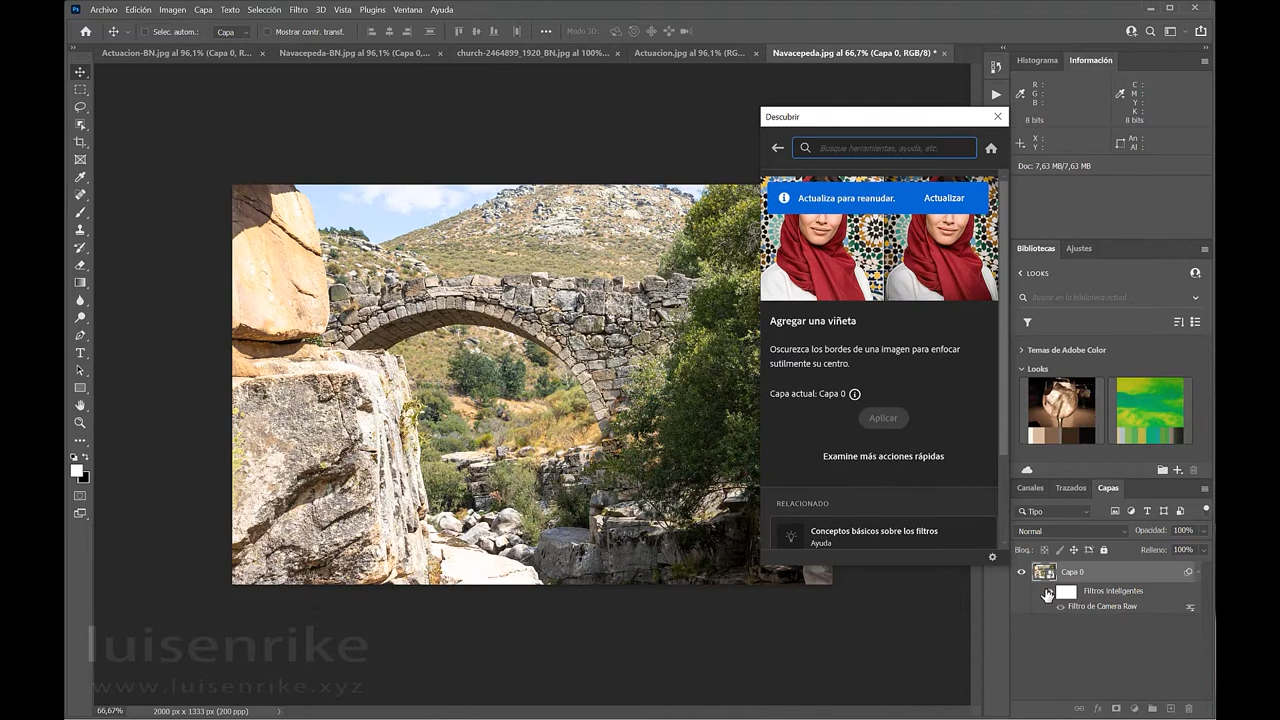 Archivo Edición Imagen Capa Texto Selección Filtro 3D Vista Plugins Ventana Ayuda
Selec. autom.: Capa Mostrar contr. transf. Modo 3D:
Actuacion-BN.jpg al 96,1% (Capa 0, R... Navacepeda-BN.jpg al 96,1% (Capa 0,... church-2464899_1920_BN.jpg al 100%... Actuacion.jpg al 96,1% (RG... Navacepeda.jpg al 66,7% (Capa 0, RGB/8) *
Histograma Información
R :
G :
B :
8 bits
C :
M :
Y :
K :
8 bits
X :
Y :
An :
Al :
Doc: 7,63 MB/7,63 MB
Descubrir
Busque herramientas, ayuda, etc.
Actualiza para reanudar. Actualizar
Agregar una viñeta
Oscurezca los bordes de una imagen para enfocar
sutilmente su centro.
Capa actual: Capa 0
Aplicar
Examine más acciones rápidas
RELACIONADO
Conceptos básicos sobre los filtros
Ayuda
Bibliotecas Ajustes
LOOKS
Buscar en la biblioteca actual
Temas de Adobe Color
Looks
Canales Trazados Capas
Tipo
Normal Opacidad: 100%
Bloq.: Relleno: 100%
Capa 0
Filtros inteligentes
Filtro de Camera Raw
luisenrike
www.luisenrike.xyz
66,67% 2000 px x 1333 px (200 ppp)